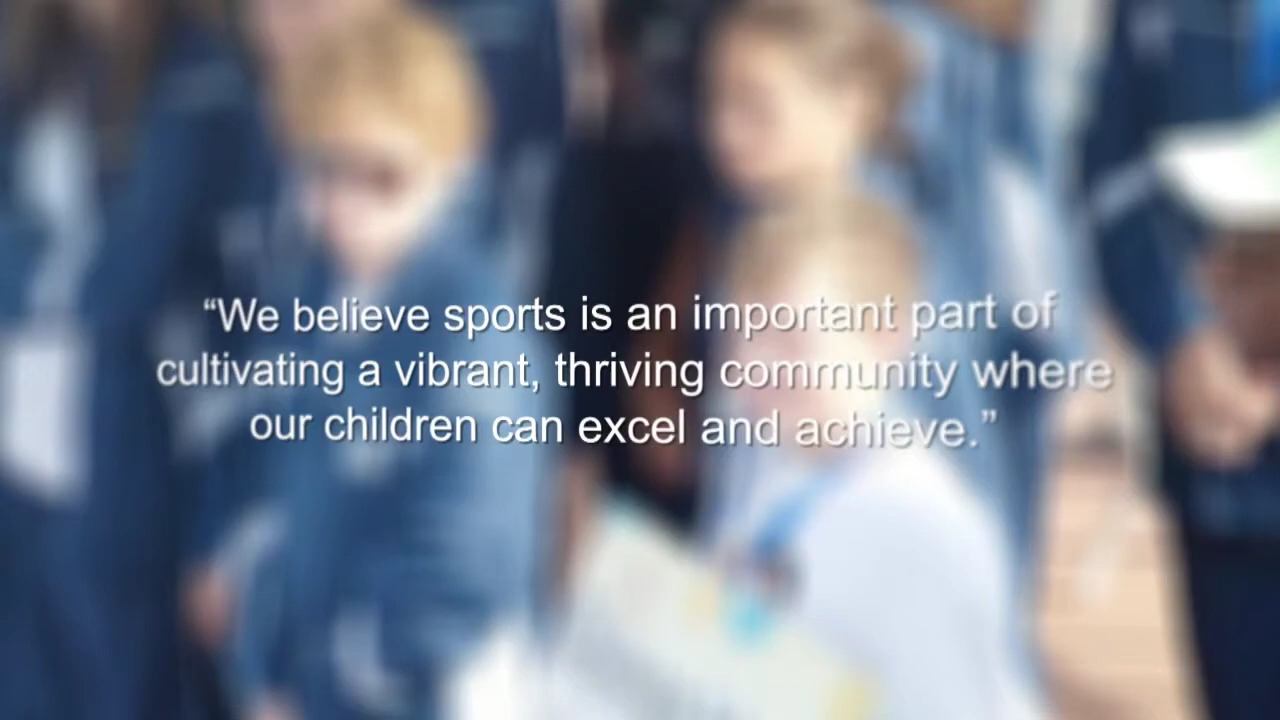 “We believe sports is an important part of
cultivating a vibrant, thriving community where
our children can excel and achieve.”